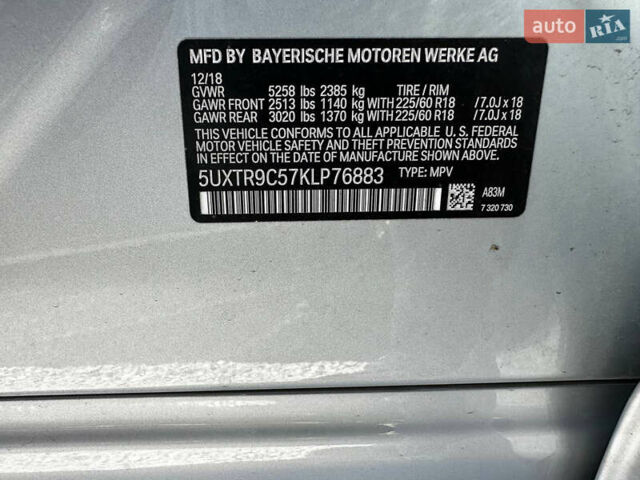 auto RIA
.com
MFD BY BAYERISCHE MOTOREN WERKE AG
12/18
GVWR 5258 lbs 2385 kg TIRE / RIM
GAWR FRONT 2513 lbs 1140 kg WITH 225/60 R18 /7.0J x 18
GAWR REAR 3020 lbs 1370 kg WITH 225/60 R18 /7.0J x 18
THIS VEHICLE CONFORMS TO ALL APPLICABLE U. S. FEDERAL
MOTOR VEHICLE SAFETY AND THEFT PREVENTION STANDARDS
IN EFFECT ON THE DATE OF MANUFACTURE SHOWN ABOVE.
5UXTR9C57KLP76883 TYPE: MPV
A83M
7 320 730